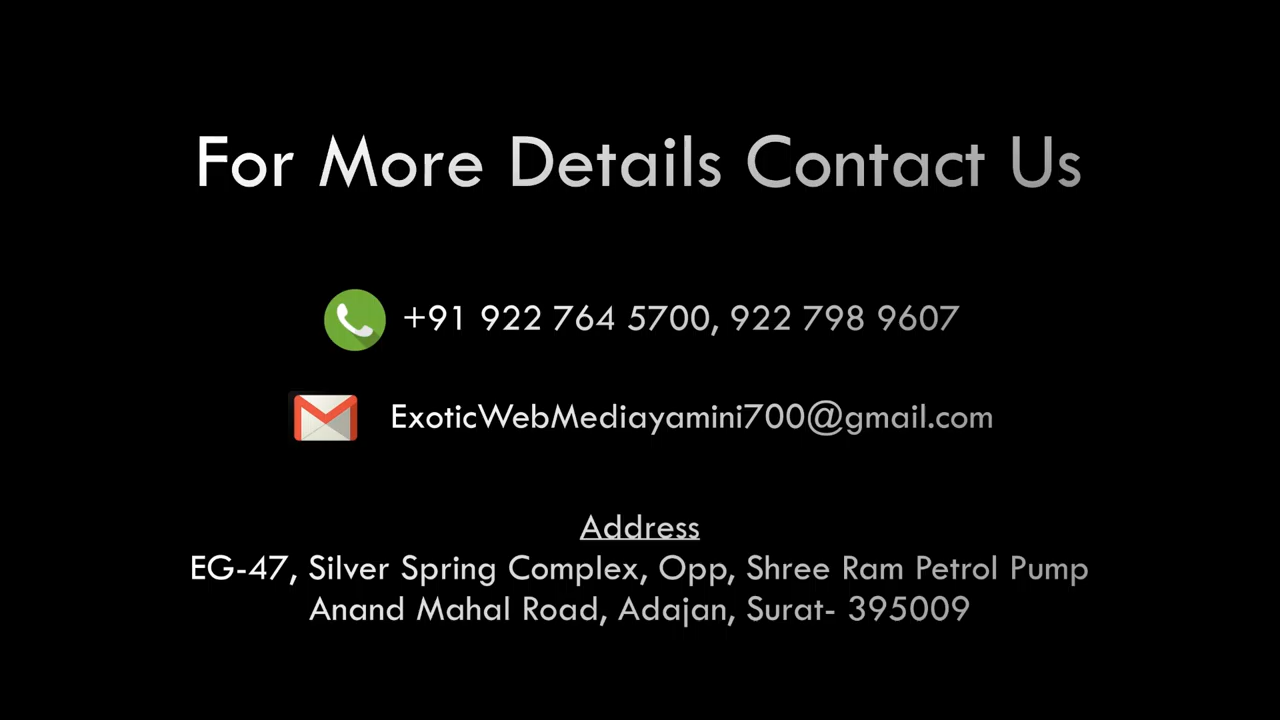 For More Details Contact Us
+91 922 764 5700, 922 798 9607
ExoticWebMediayamini700@gmail.com
Address
EG-47, Silver Spring Complex, Opp, Shree Ram Petrol Pump
Anand Mahal Road, Adajan, Surat- 395009